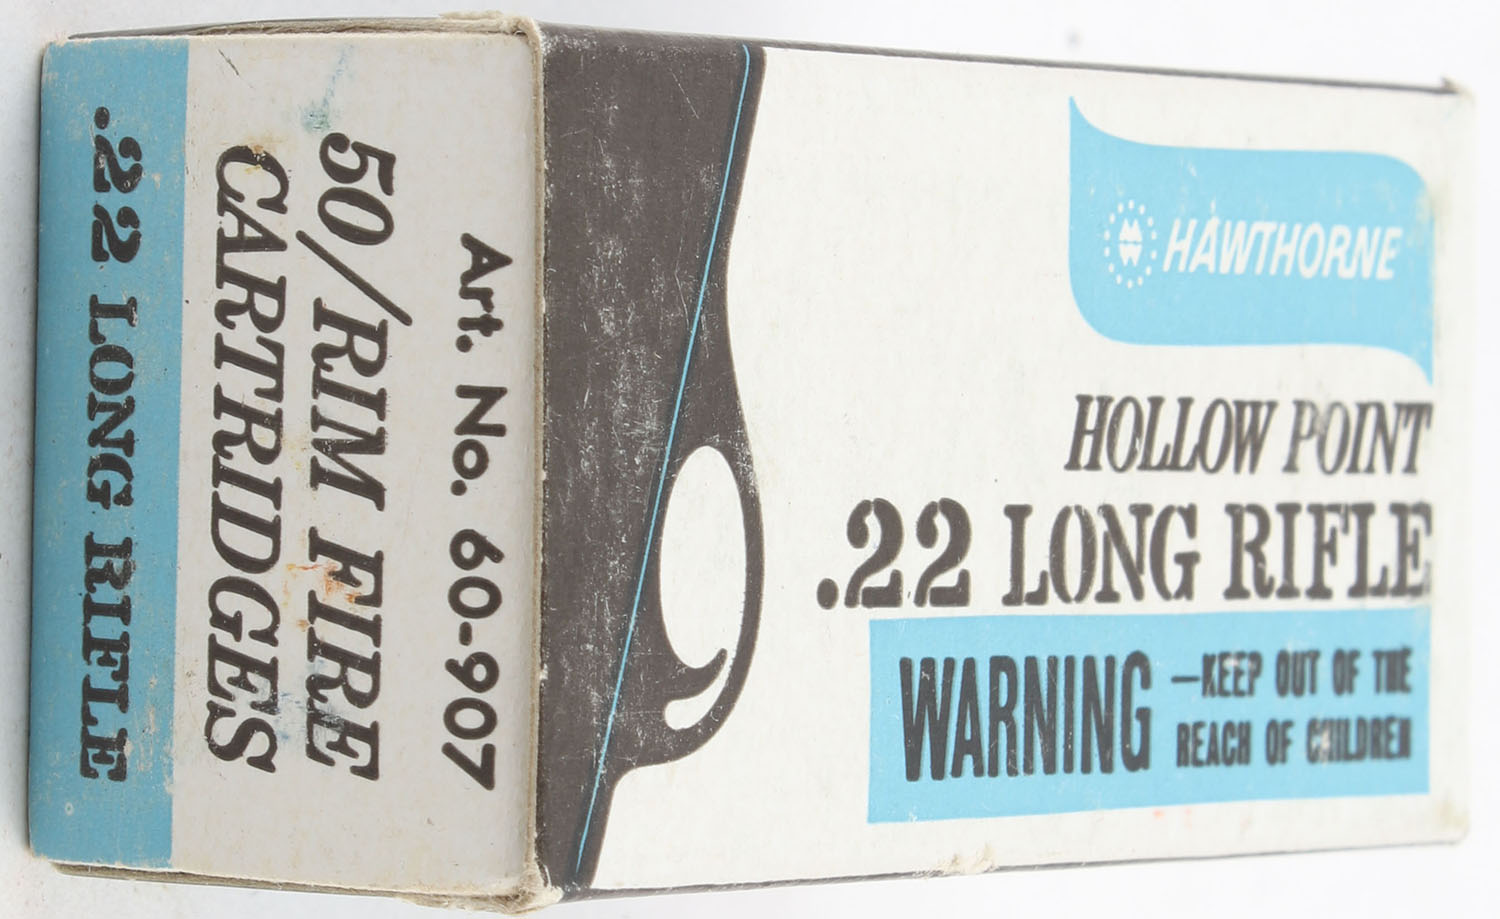 HAWTHORNE
HOLLOW POINT
.22 LONG RIFLE
WARNING —KEEP OUT OF THE
REACH OF CHILDREN
Art. No. 60-907
50/RIM FIRE
CARTRIDGES
.22 LONG RIFLE